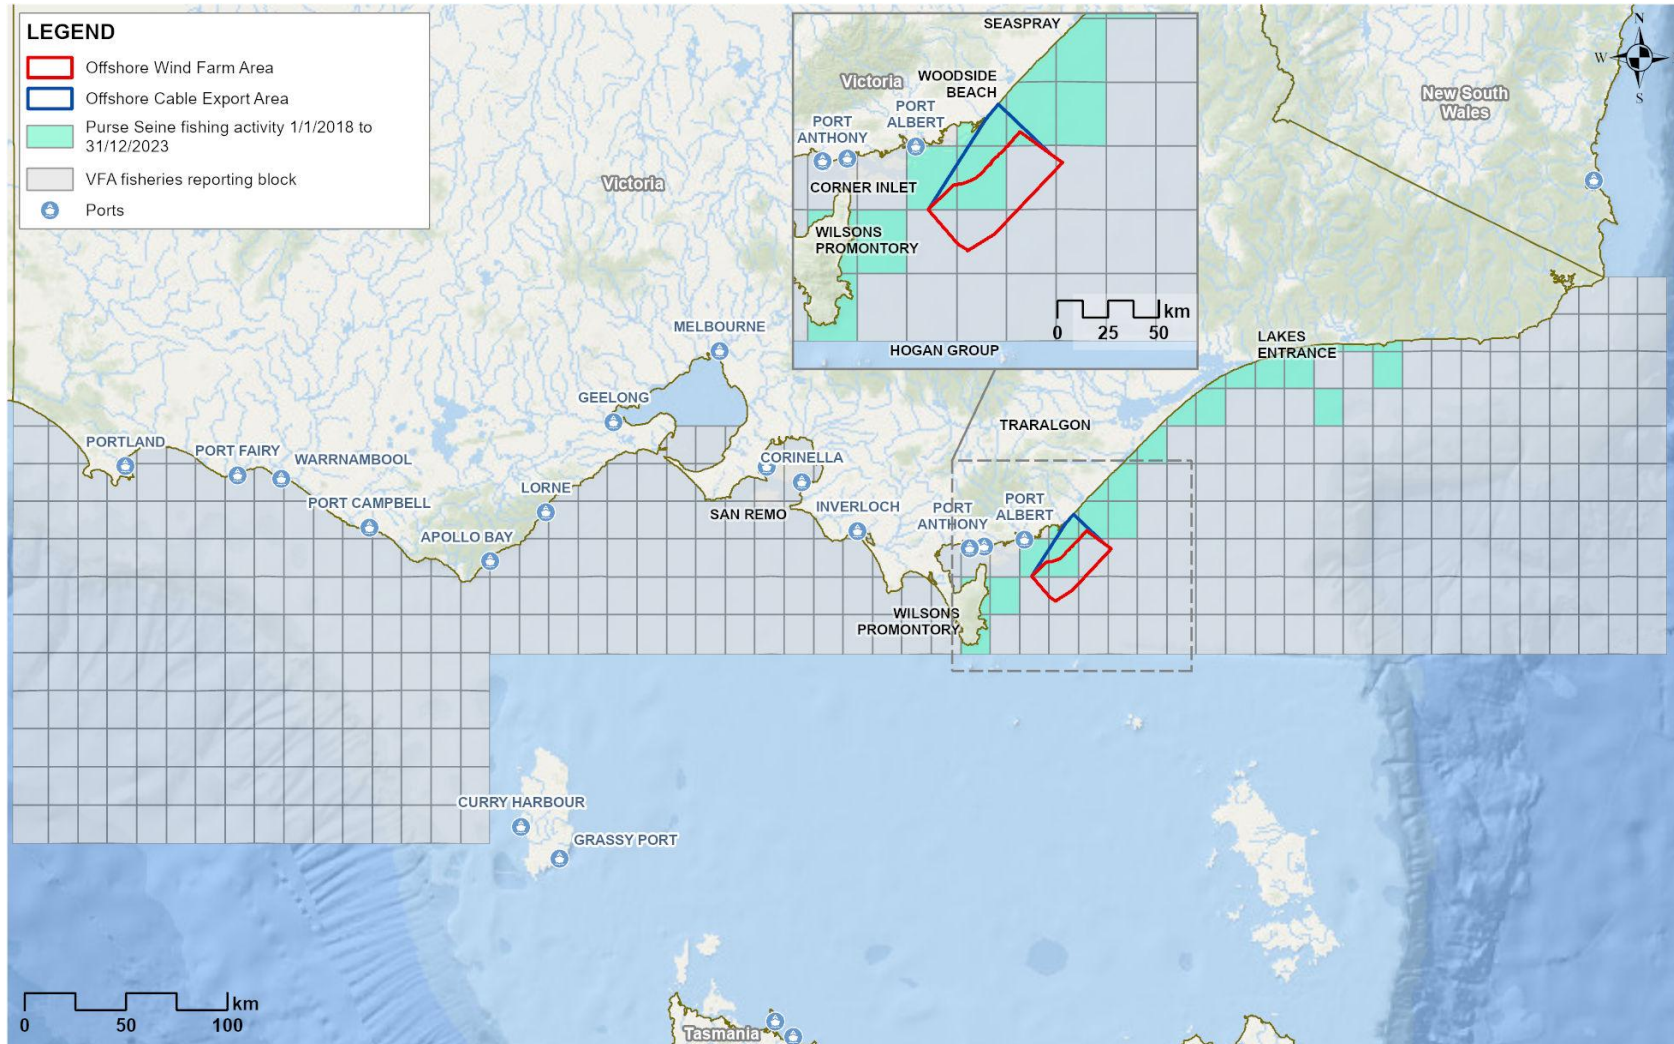 LEGEND
Offshore Wind Farm Area
Offshore Cable Export Area
Purse Seine fishing activity 1/1/2018 to
31/12/2023
VFA fisheries reporting block
Ports
SEASPRAY
Victoria
WOODSIDE
BEACH
PORT
ALBERT
PORT
ANTHONY
CORNER INLET
WILSONS
PROMONTORY
km
0 25 50
HOGAN GROUP
N
W
S
New South
Wales
Victoria
MELBOURNE
GEELONG
LAKES
ENTRANCE
TRARALGON
PORTLAND
PORT FAIRY
WARRNAMBOOL
PORT CAMPBELL
LORNE
APOLLO BAY
CORINELLA
SAN REMO
INVERLOCH
PORT
ANTHONY
PORT
ALBERT
WILSONS
PROMONTORY
CURRY HARBOUR
GRASSY PORT
km
0 50 100
Tasmania